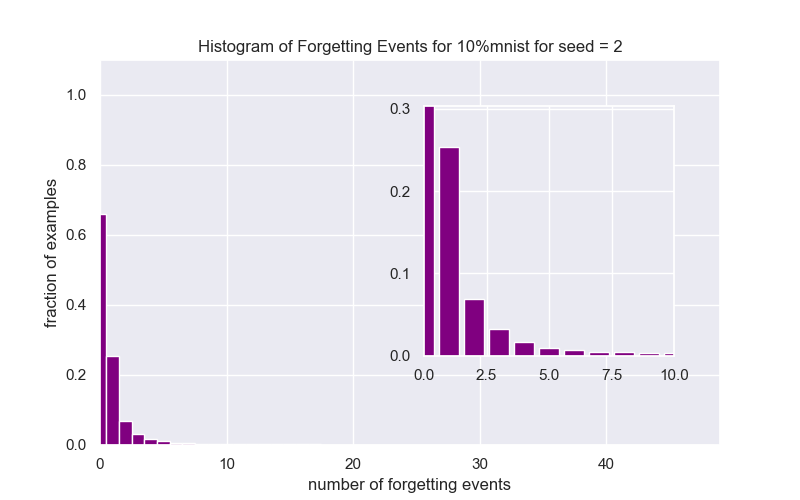 Histogram of Forgetting Events for 10%mnist for seed = 2
1.0
0.8
0.6
0.4
0.2
0.0
fraction of examples
0.3
0.2
0.1
0.0
0.0 2.5 5.0 7.5 10.0
0 10 20 30 40
number of forgetting events